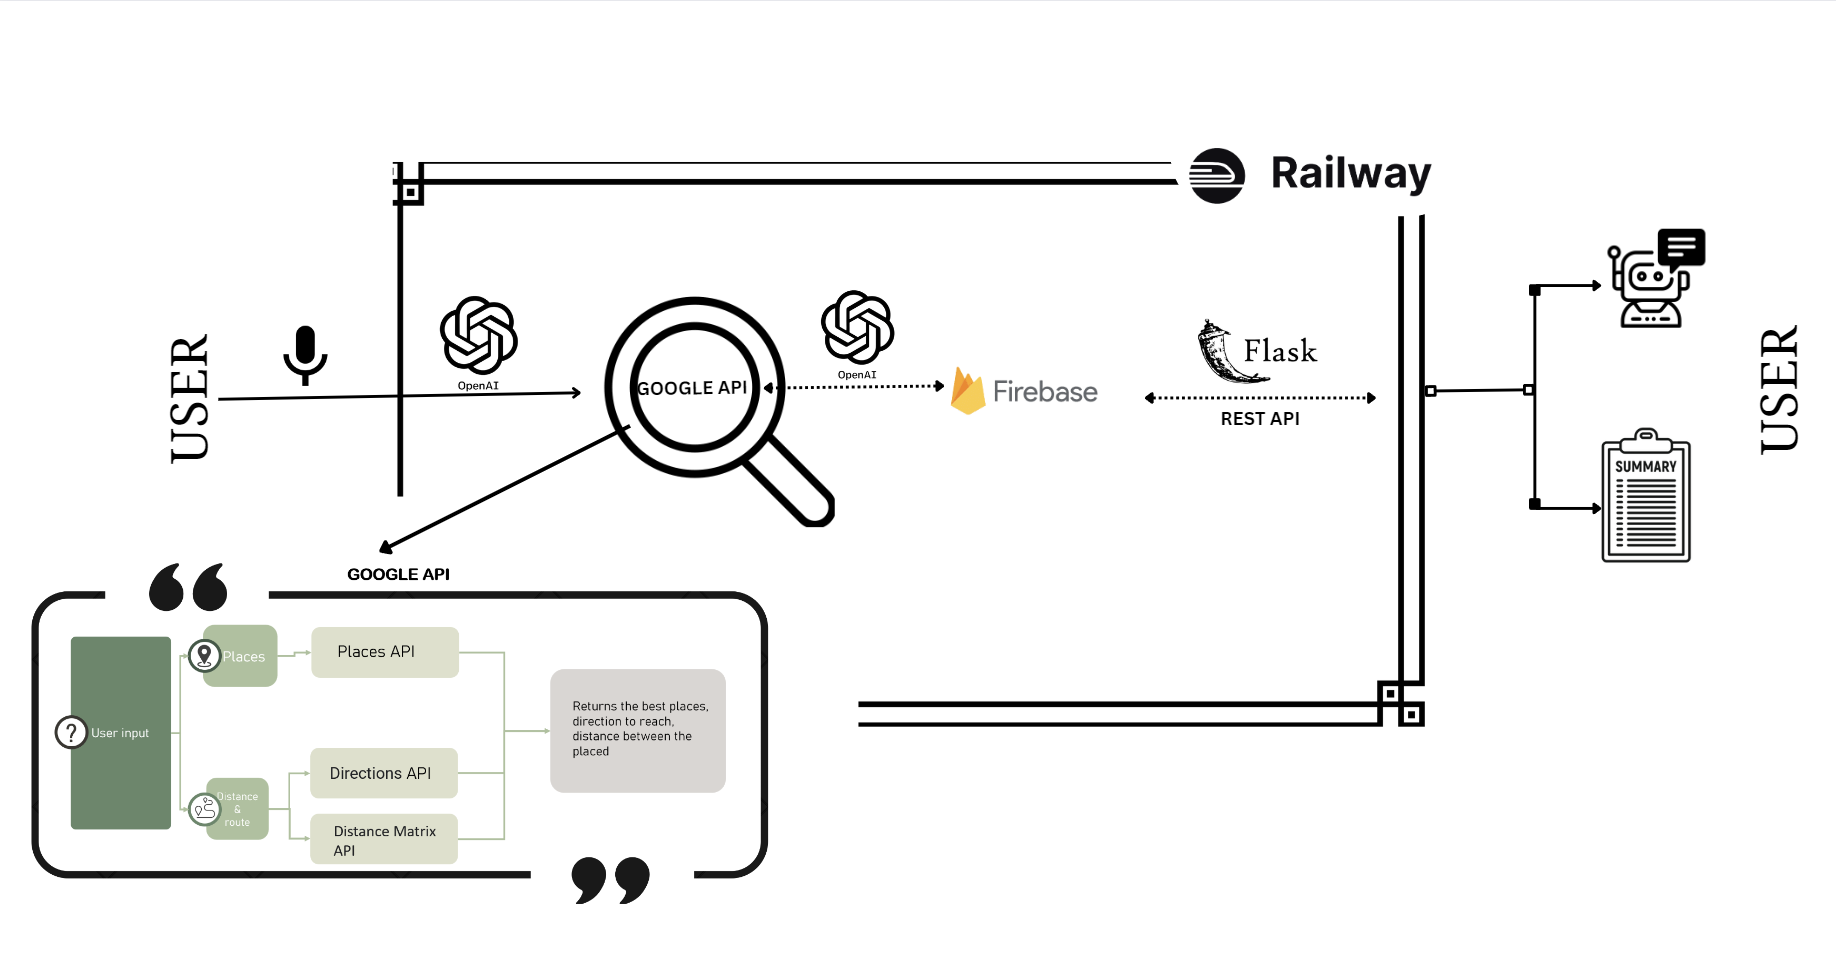 Railway
USER
OpenAI
GOOGLE API
OpenAI
Firebase
Flask
REST API
SUMMARY
USER
GOOGLE API
?
User input
Places
Places API
Distance
&
route
Directions API
Distance Matrix
API
Returns the best places,
direction to reach,
distance between the
placed